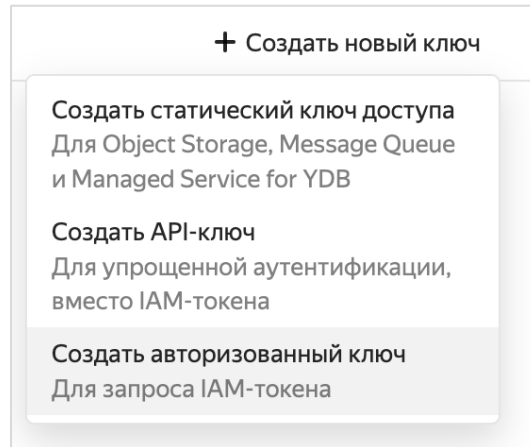 + Создать новый ключ
Создать статический ключ доступа
Для Object Storage, Message Queue
и Managed Service for YDB
Создать API-ключ
Для упрощенной аутентификации,
вместо IAM-токена
Создать авторизованный ключ
Для запроса IAM-токена